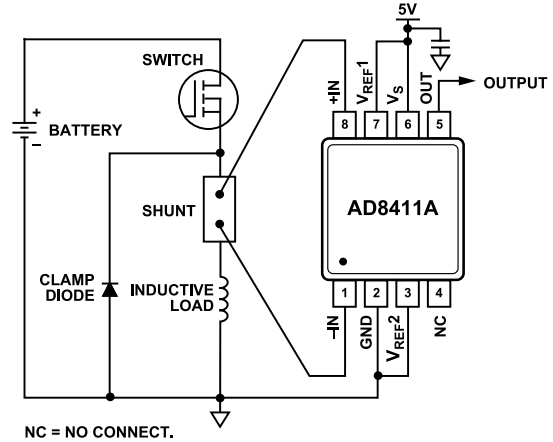 5V
SWITCH
+IN
VREF1
VS
OUT
OUTPUT
+
BATTERY
−
8
7
6
5
SHUNT
AD8411A
CLAMP
DIODE
INDUCTIVE
LOAD
1
2
3
4
–IN
GND
VREF2
NC
NC = NO CONNECT.